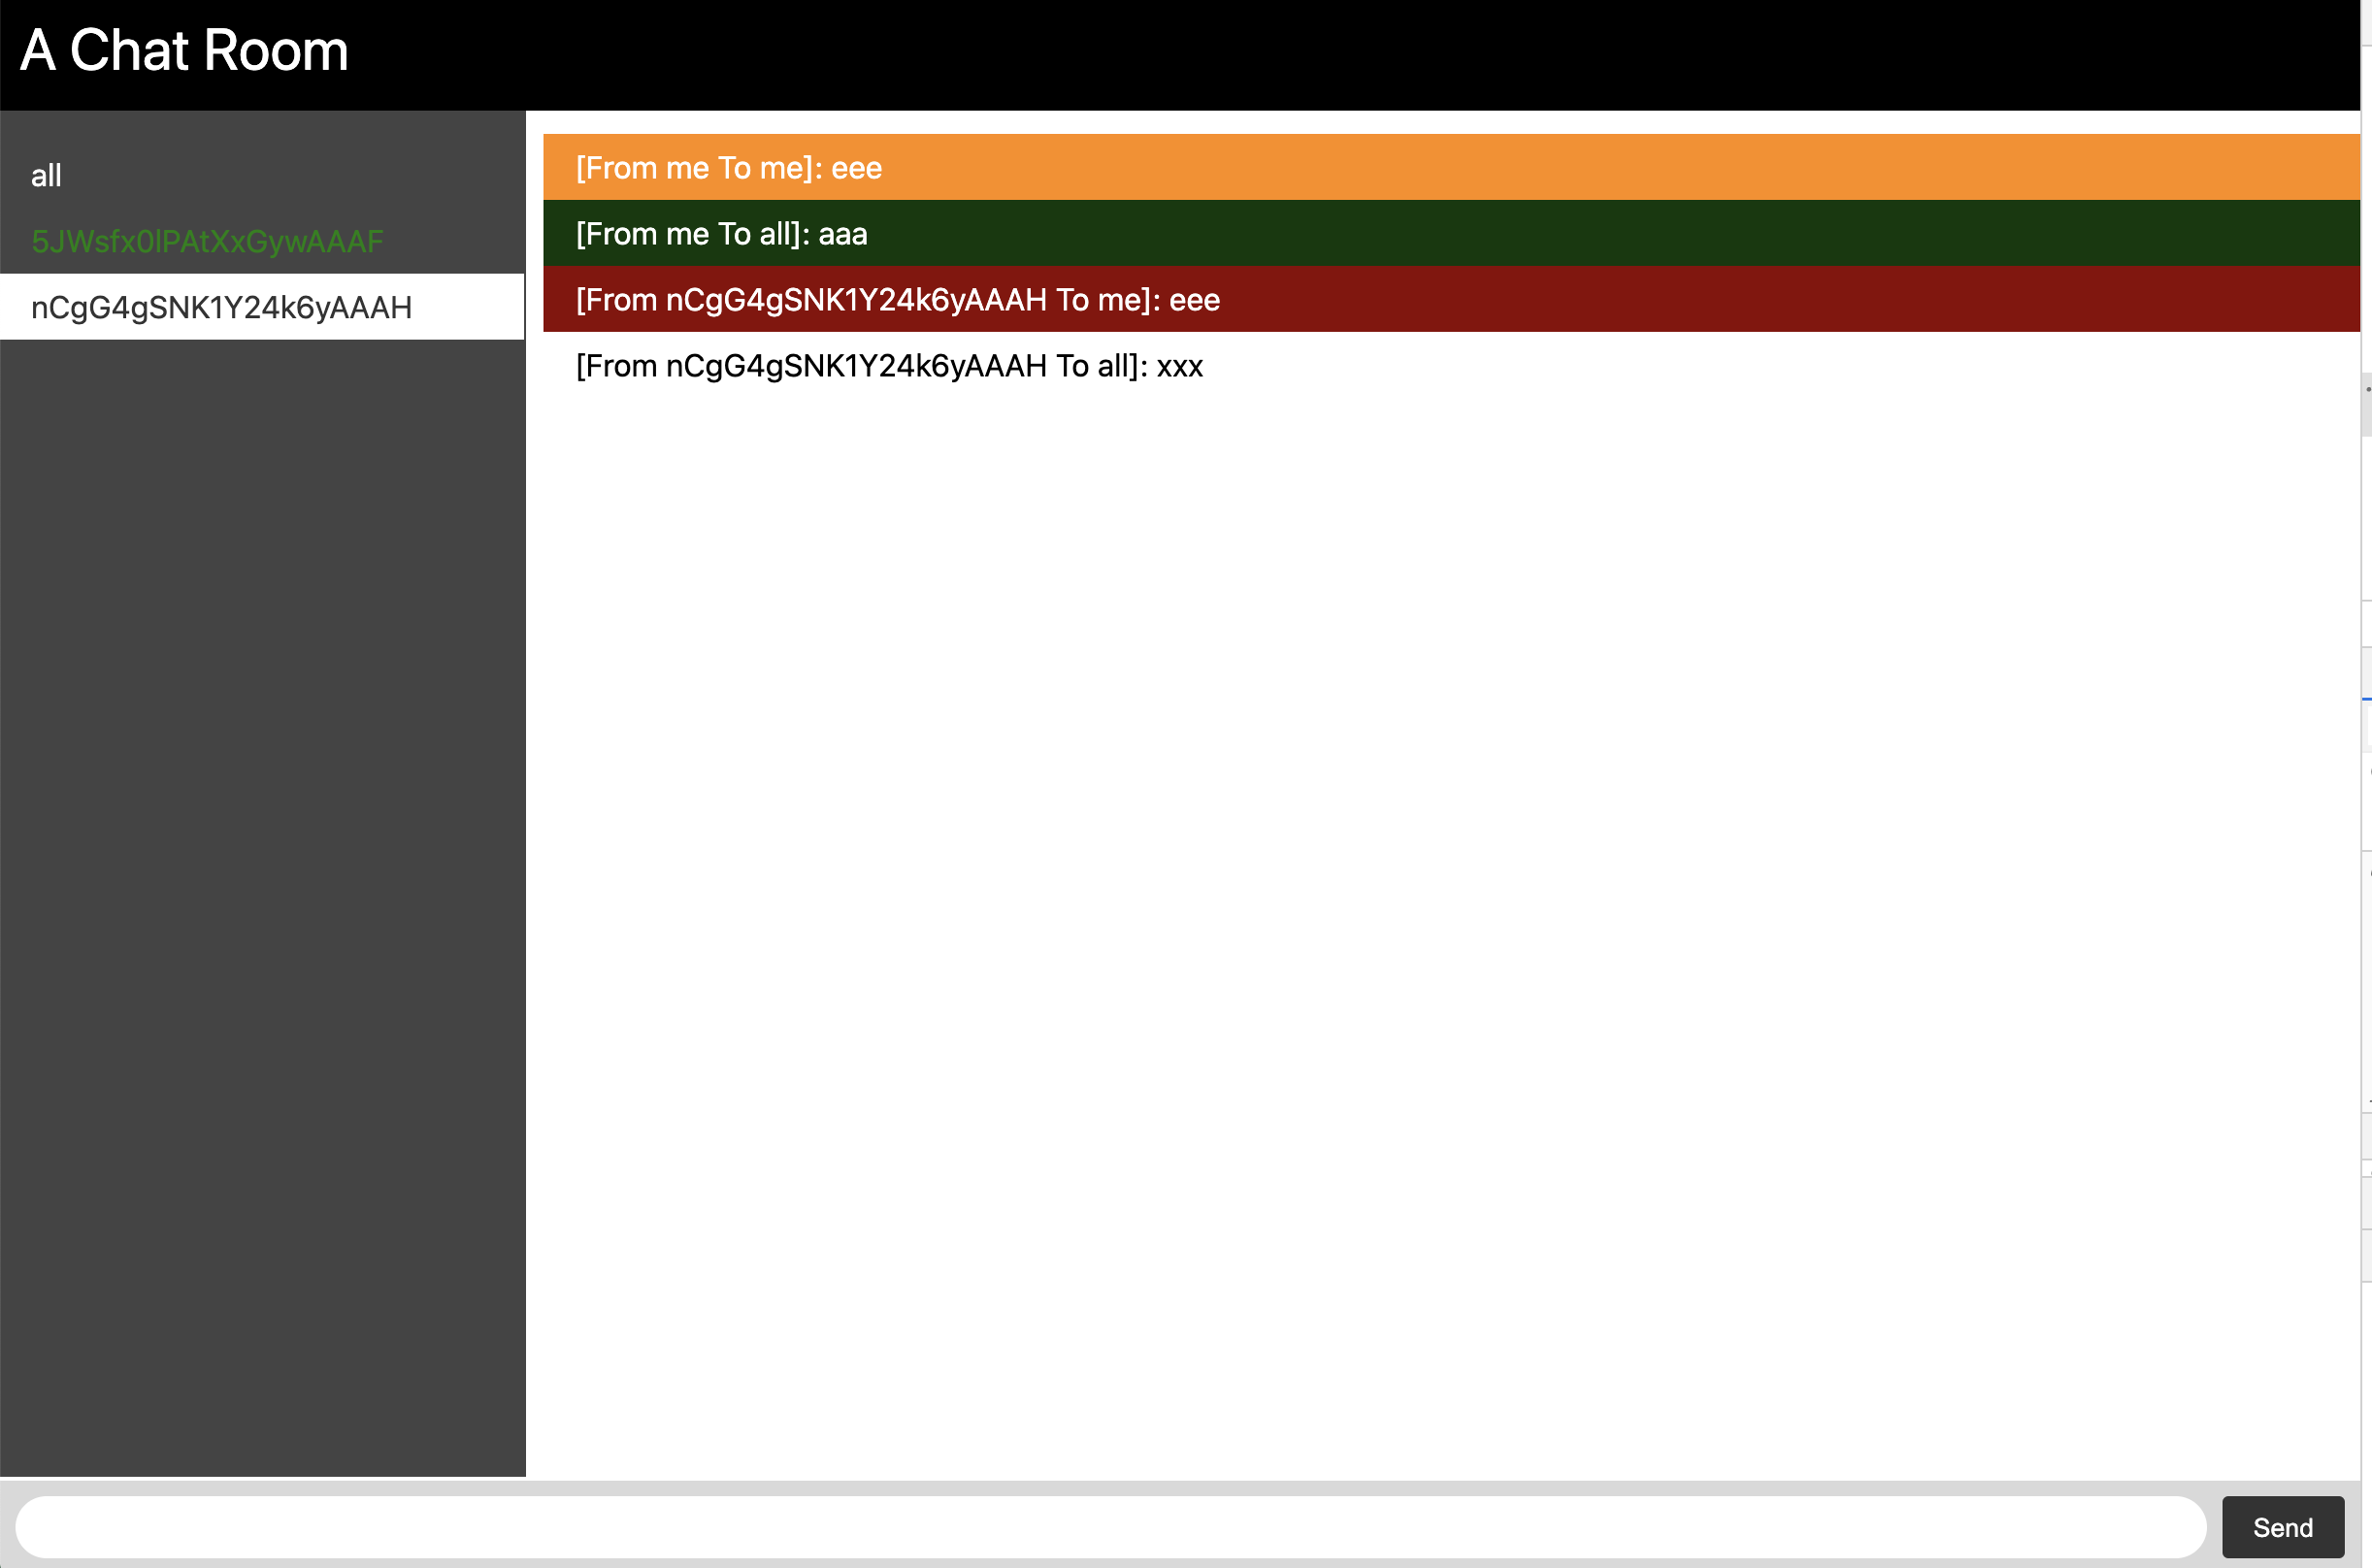 A Chat Room
all
5JWsfx0lPAtXxGywAAAF
nCgG4gSNK1Y24k6yAAAH
[From me To me]: eee
[From me To all]: aaa
[From nCgG4gSNK1Y24k6yAAAH To me]: eee
[From nCgG4gSNK1Y24k6yAAAH To all]: xxx
Send